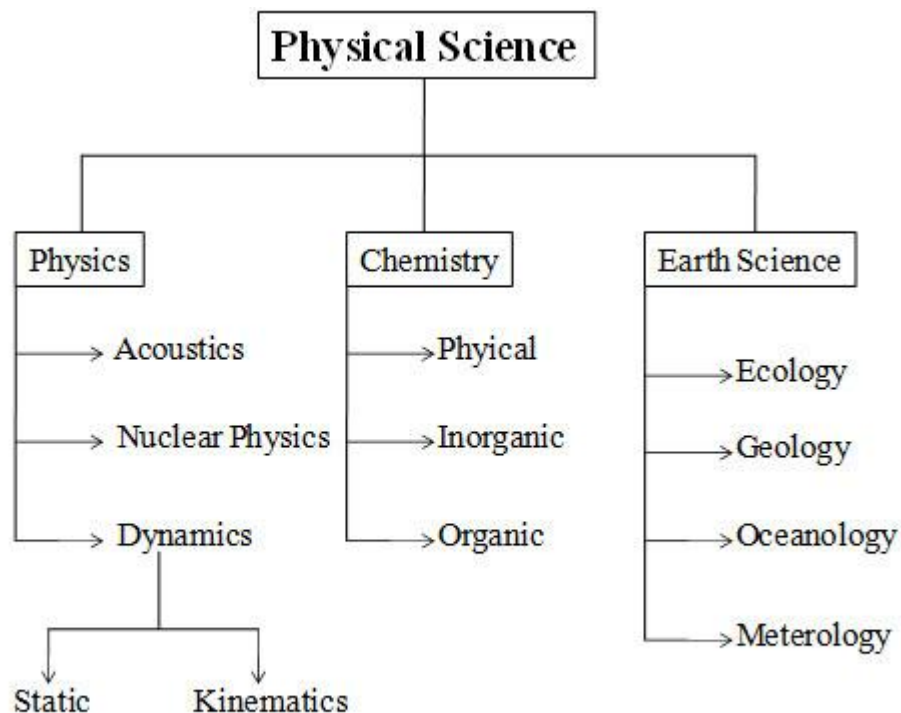 Physical Science
Physics
Chemistry
Earth Science
Acoustics
Nuclear Physics
Dynamics
Static
Kinematics
Phyical
Inorganic
Organic
Ecology
Geology
Oceanology
Meterology